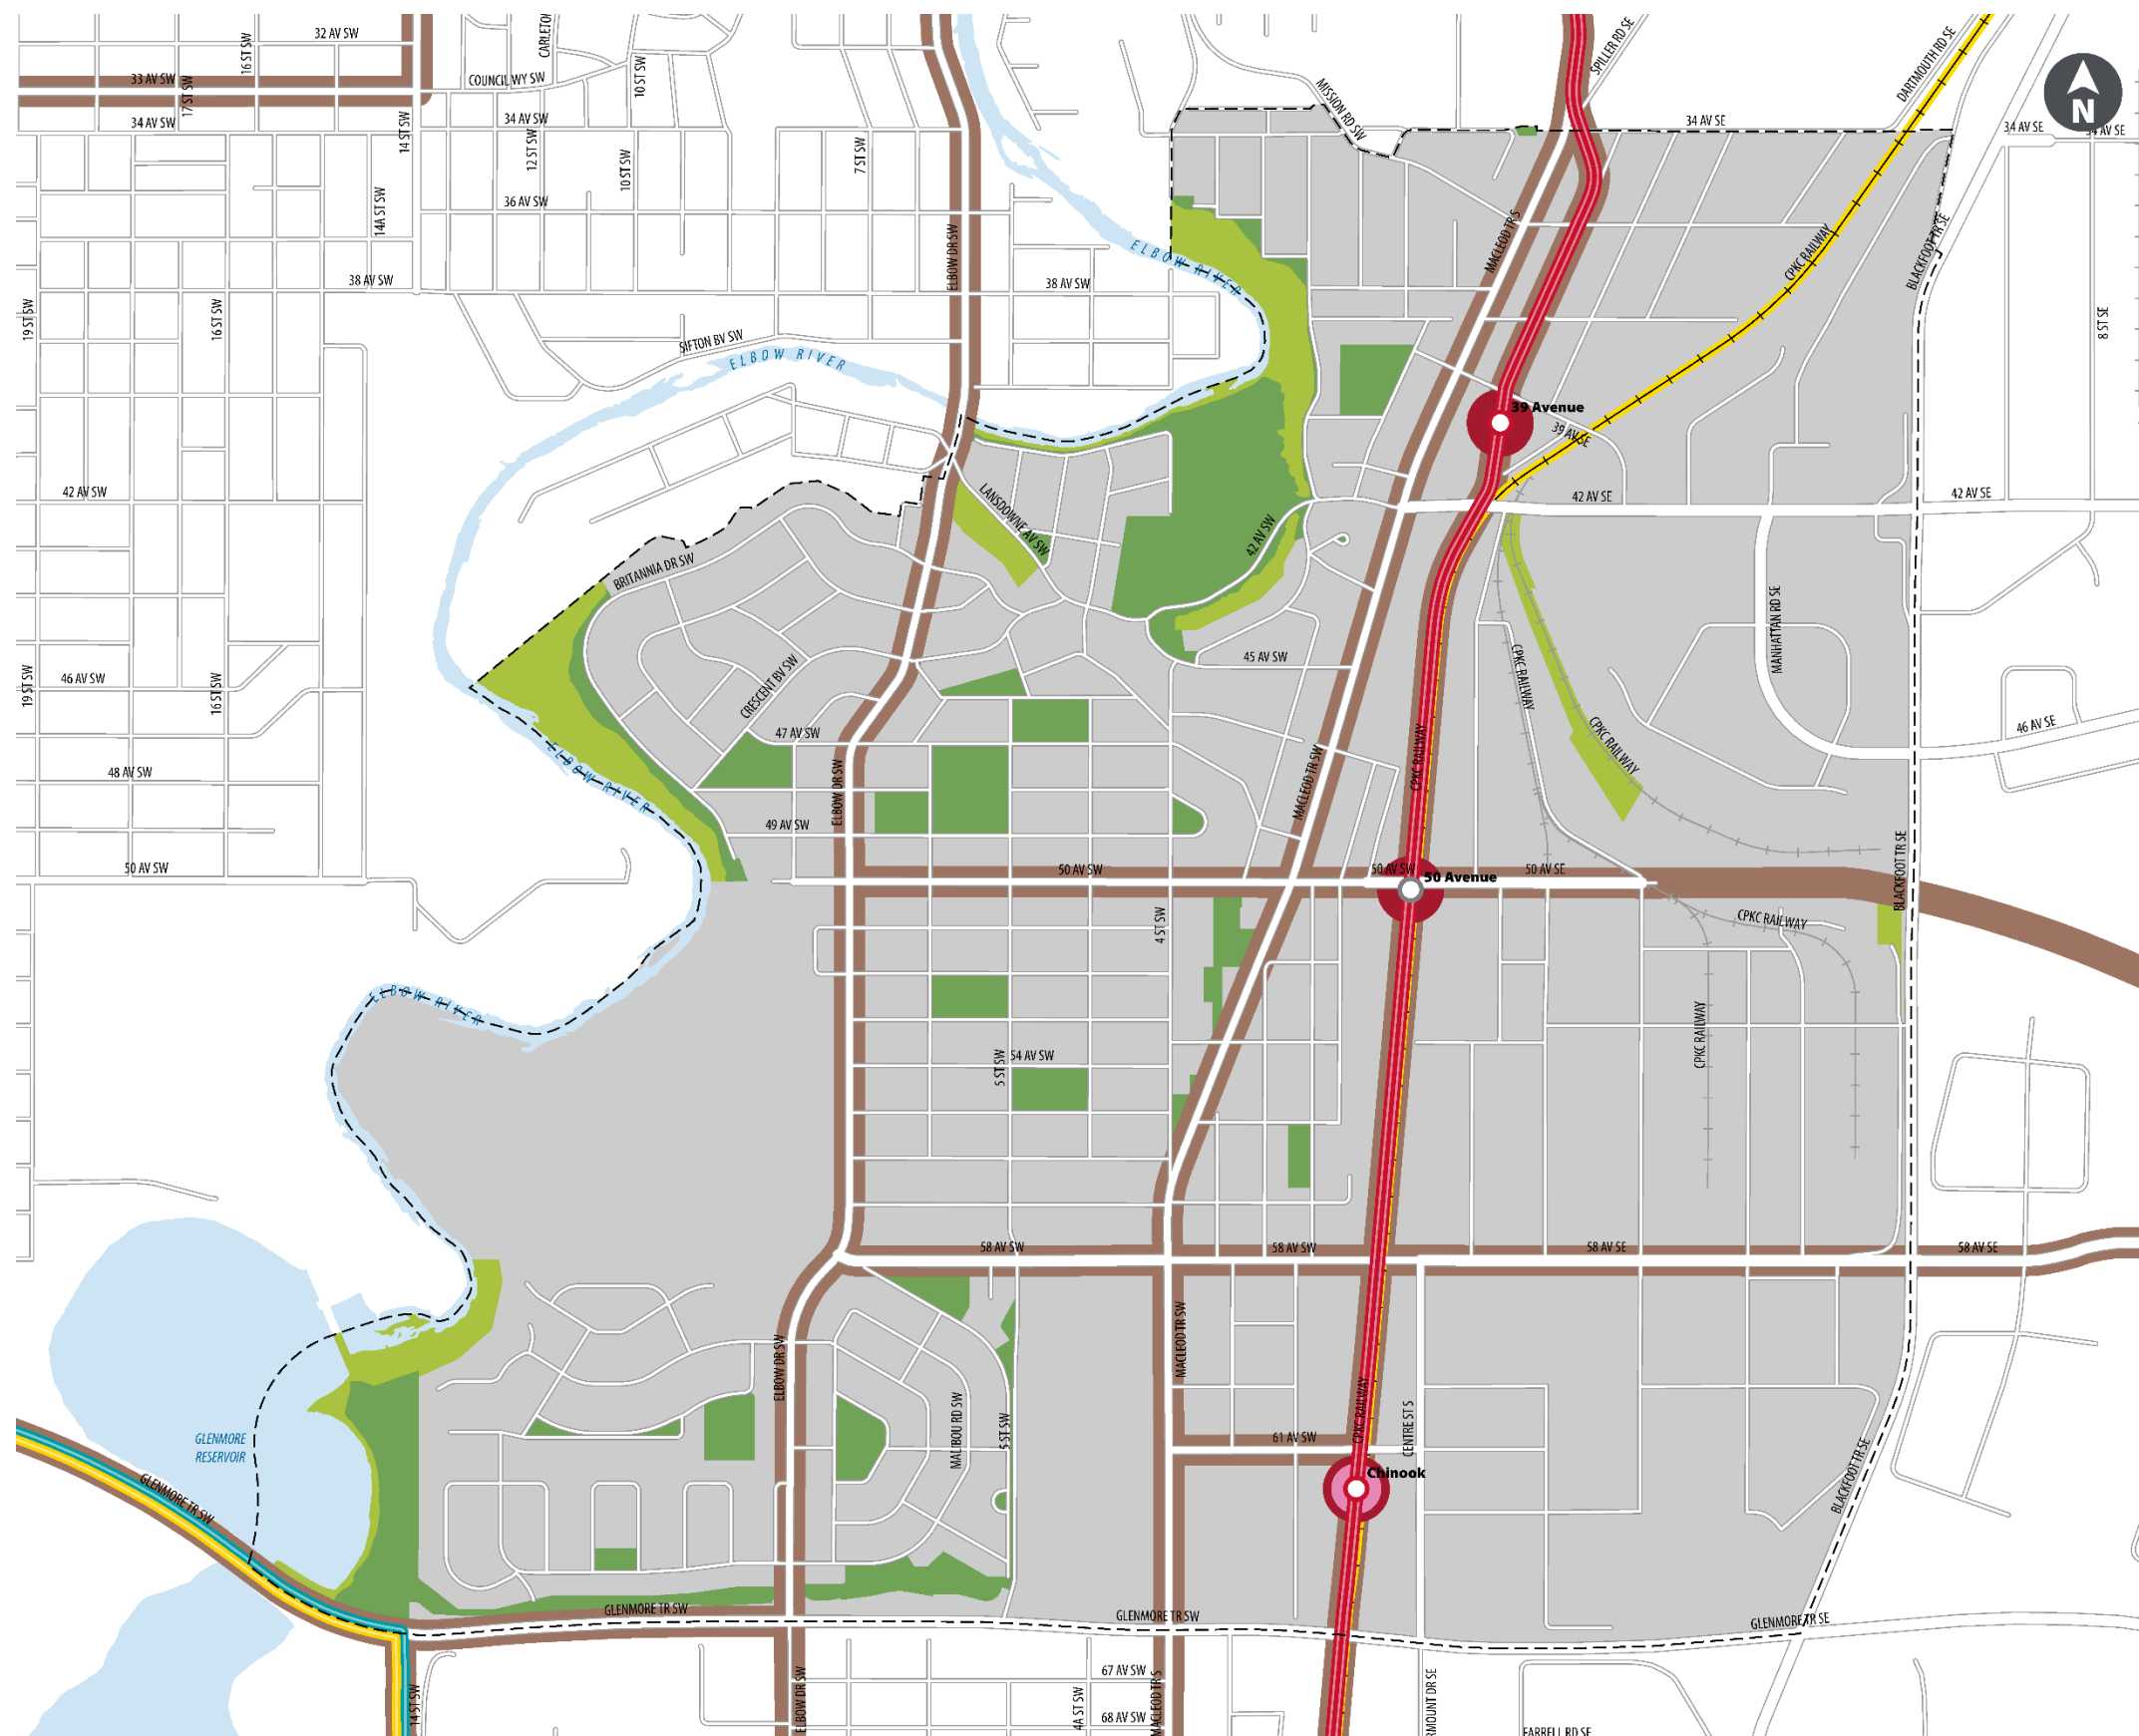 32 AV SW
16 ST SW
33 AV SW
17 ST SW
34 AV SW
14 ST SW
COUNCIL WY SW
10 ST SW
34 AV SW
12 ST SW
10 ST SW
7 ST SW
14A ST SW
36 AV SW
ELBOW DR SW
38 AV SW
38 AV SW
19 ST SW
16 ST SW
SIFTON BV SW
ELBOW RIVER
ELBOW RIVER
MISSION RD SW
SPILLER RD SE
DARTMOUTH RD SE
N
34 AV SE
34 AV SE
34 AV SE
MACLEOD TR S
CPKC RAILWAY
BLACKFOOT TR SE
8 ST SE
39 Avenue
39 AV SE
42 AV SW
42 AV SE
42 AV SE
LANSDOWNE AV SW
42 AV SW
BRITANNIA DR SW
MANHATTAN RD SE
45 AV SW
CPKC RAILWAY
46 AV SW
19 ST SW
16 ST SW
CRESCENT BV SW
47 AV SW
CPKC RAILWAY
CPKC RAILWAY
46 AV SE
48 AV SW
ELBOW RIVER
ELBOW DR SW
MACLEOD TR SW
49 AV SW
50 AV SW
50 AV SW
50 AV SW
50 Avenue
50 AV SE
BLACKFOOT TR SE
4 ST SW
CPKC RAILWAY
ELBOW RIVER
CPKC RAILWAY
54 AV SW
5 ST SW
58 AV SW
58 AV SW
58 AV SE
58 AV SE
ELBOW DR SW
MACLEOD TR SW
MALIBOU RD SW
5 ST SW
61 AV SW
CPKC RAILWAY
CENTRE ST S
GLENMORE
RESERVOIR
Chinook
BLACKFOOT TR SE
GLENMORE TR SW
GLENMORE TR SW
GLENMORE TR SW
GLENMORE TR SE
14 ST SW
ELBOW DR SW
67 AV SW
4A ST SW
68 AV SW
MACLEOD TR S
FARRELL RD SE